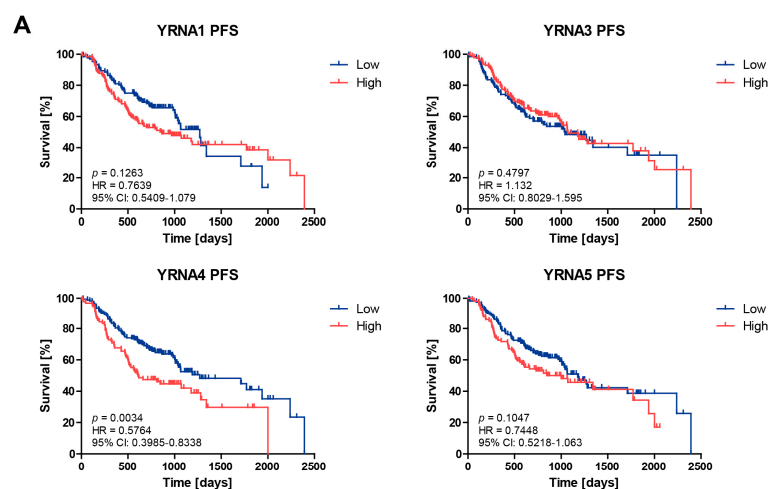 A
YRNA1 PFS
100
80
60
40
20
0
Survival [%]
0 500 1000 1500 2000 2500
Time [days]
Low
High
p = 0.1263
HR = 0.7639
95% CI: 0.5409-1.079
YRNA3 PFS
100
80
60
40
20
0
Survival [%]
0 500 1000 1500 2000 2500
Time [days]
Low
High
p = 0.4797
HR = 1.132
95% CI: 0.8029-1.595
YRNA4 PFS
100
80
60
40
20
0
Survival [%]
0 500 1000 1500 2000 2500
Time [days]
Low
High
p = 0.0034
HR = 0.5764
95% CI: 0.3985-0.8338
YRNA5 PFS
100
80
60
40
20
0
Survival [%]
0 500 1000 1500 2000 2500
Time [days]
Low
High
p = 0.1047
HR = 0.7448
95% CI: 0.5218-1.063